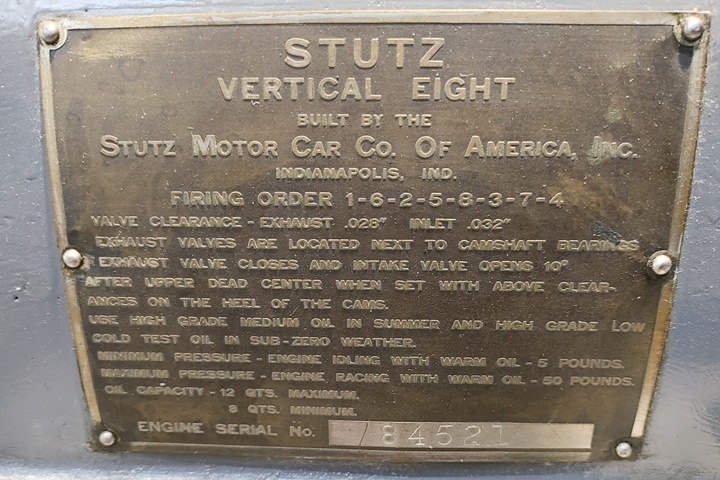 STUTZ
VERTICAL EIGHT
BUILT BY THE
STUTZ MOTOR CAR CO. OF AMERICA, INC.
INDIANAPOLIS, IND.
FIRING ORDER 1-6-2-5-8-3-7-4
VALVE CLEARANCE - EXHAUST .026" INLET .032"
EXHAUST VALVES ARE LOCATED NEXT TO CAMSHAFT BEARINGS
EXHAUST VALVE CLOSES AND INTAKE VALVE OPENS 10°
AFTER UPPER DEAD CENTER WHEN SET WITH ABOVE CLEAR-
ANCES ON THE HEEL OF THE CAMS.
USE HIGH GRADE MEDIUM OIL IN SUMMER AND HIGH GRADE LOW
COLD TEST OIL IN SUB-ZERO WEATHER.
MINIMUM PRESSURE - ENGINE IDLING WITH WARM OIL - 5 POUNDS.
MAXIMUM PRESSURE - ENGINE RACING WITH WARM OIL - 50 POUNDS.
OIL CAPACITY - 12 QTS. MAXIMUM.
8 QTS. MINIMUM.
ENGINE SERIAL NO. 84521